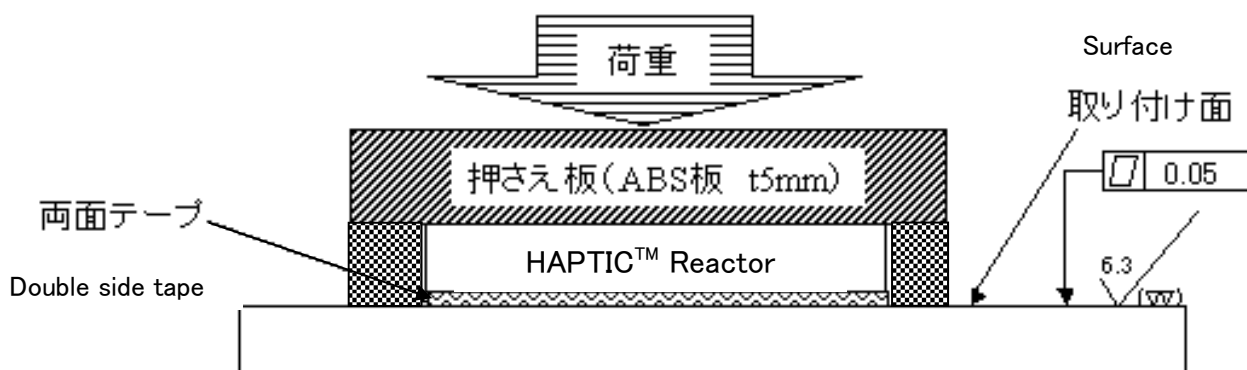 荷重
Surface
取り付け面
押さえ板(ABS板 t5mm)
0.05
両面テープ
HAPTIC™ Reactor
Double side tape
6.3
(▽▽)